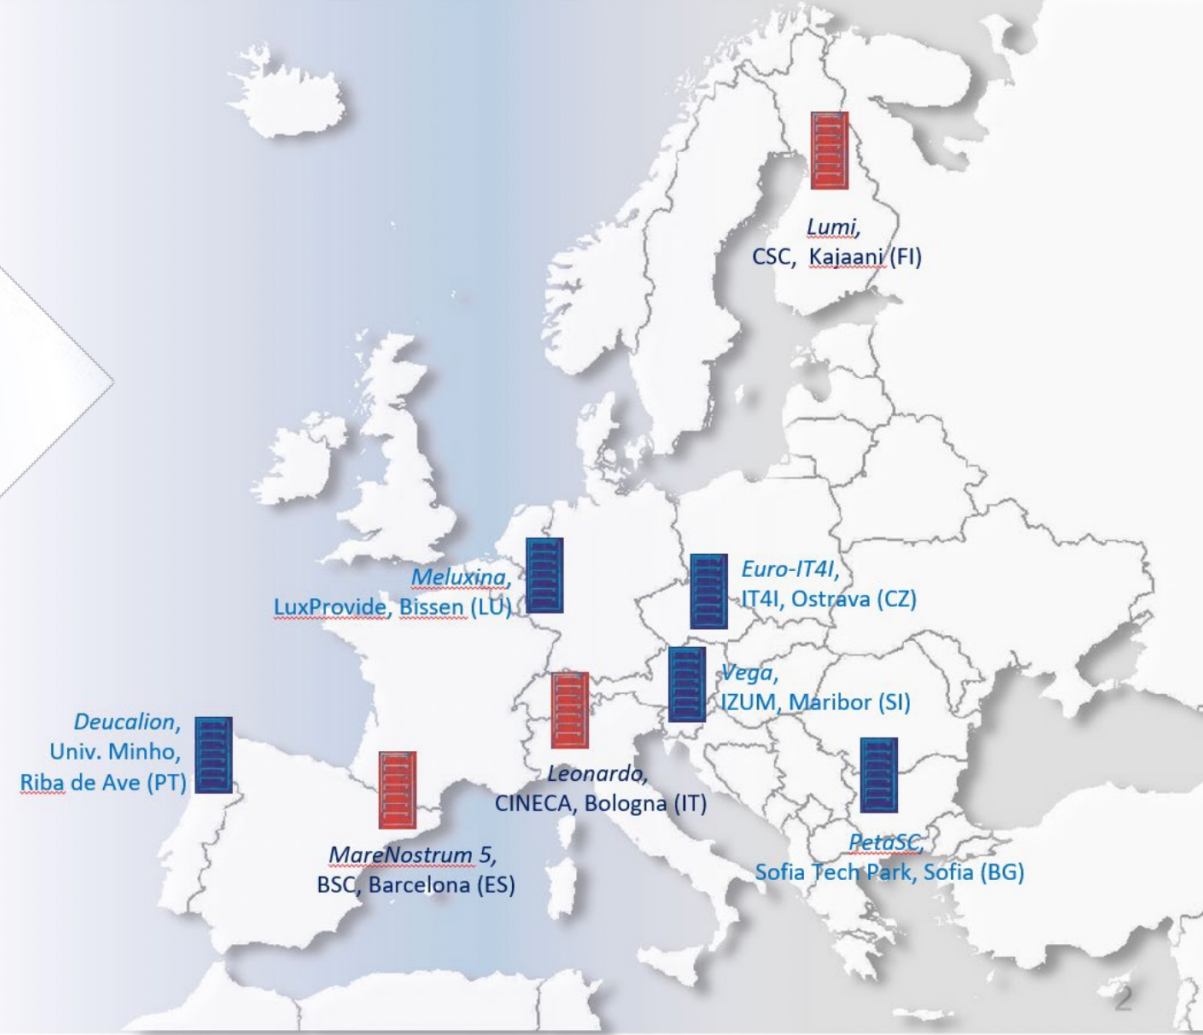 Lumi,
CSC, Kajaani (FI)
Meluxina,
LuxProvide, Bissen (LU)
Euro-IT4I,
IT4I, Ostrava (CZ)
Vega,
IZUM, Maribor (SI)
Deucalion,
Univ. Minho,
Riba de Ave (PT)
Leonardo,
CINECA, Bologna (IT)
MareNostrum 5,
BSC, Barcelona (ES)
PetaSC,
Sofia Tech Park, Sofia (BG)
2